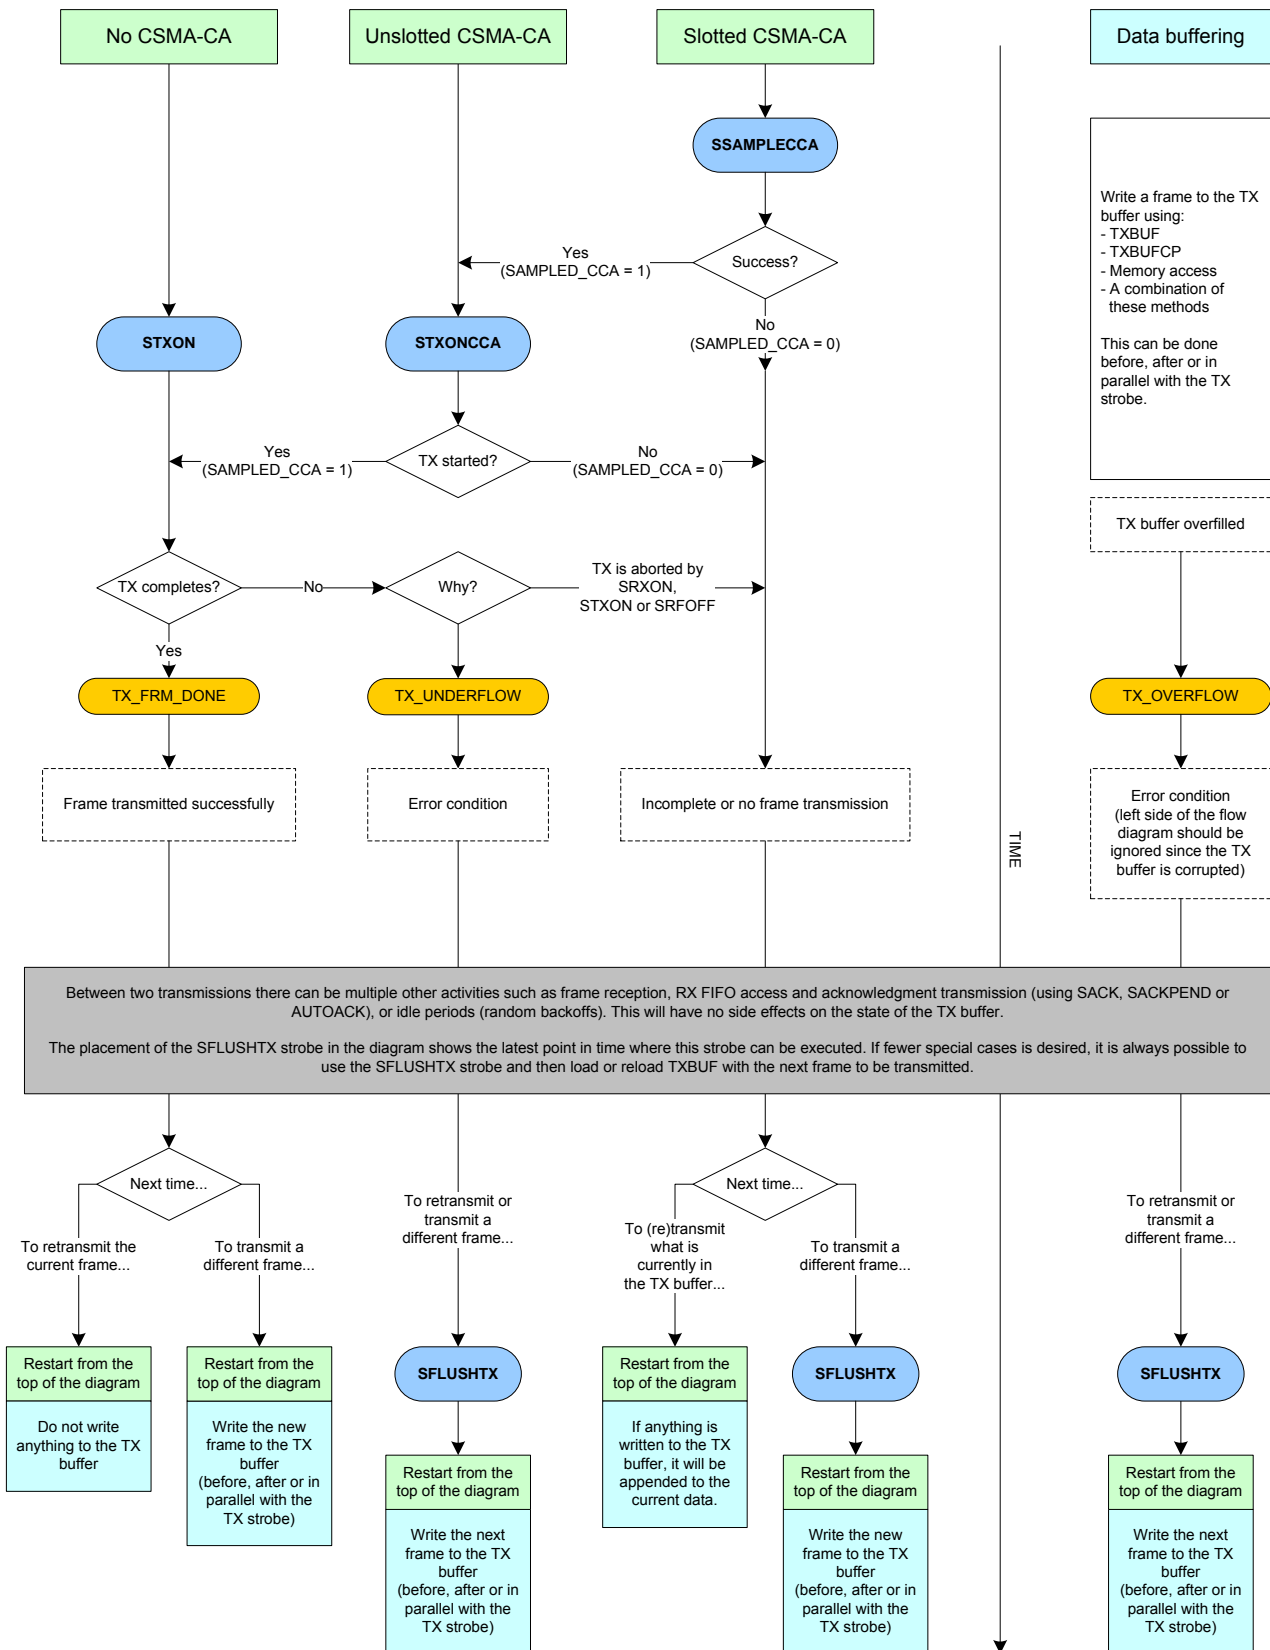 No CSMA-CA
Unslotted CSMA-CA
Slotted CSMA-CA
Data buffering
SSAMPLECCA
Write a frame to the TX
buffer using:
- TXBUF
- TXBUFCP
- Memory access
- A combination of
these methods
This can be done
before, after or in
parallel with the TX
strobe.
Success?
Yes
(SAMPLED_CCA = 1)
No
(SAMPLED_CCA = 0)
STXON
STXONCCA
TX started?
Yes
(SAMPLED_CCA = 1)
No
(SAMPLED_CCA = 0)
TX buffer overfilled
TX completes?
No
Why?
TX is aborted by
SRXON,
STXON or SRFOFF
Yes
TX_FRM_DONE
TX_UNDERFLOW
TX_OVERFLOW
Frame transmitted successfully
Error condition
Incomplete or no frame transmission
TIME
Error condition
(left side of the flow
diagram should be
ignored since the TX
buffer is corrupted)
Between two transmissions there can be multiple other activities such as frame reception, RX FIFO access and acknowledgment transmission (using SACK, SACKPEND or
AUTOACK), or idle periods (random backoffs). This will have no side effects on the state of the TX buffer.
The placement of the SFLUSHTX strobe in the diagram shows the latest point in time where this strobe can be executed. If fewer special cases is desired, it is always possible to
use the SFLUSHTX strobe and then load or reload TXBUF with the next frame to be transmitted.
Next time...
To retransmit the
current frame...
To transmit a
different frame...
To retransmit or
transmit a
different frame...
Next time...
To (re)transmit
what is
currently in
the TX buffer...
To transmit a
different frame...
To retransmit or
transmit a
different frame...
Restart from the
top of the diagram
Do not write
anything to the TX
buffer
Restart from the
top of the diagram
Write the new
frame to the TX
buffer
(before, after or in
parallel with the
TX strobe)
SFLUSHTX
Restart from the
top of the diagram
Write the next
frame to the TX
buffer
(before, after or in
parallel with the
TX strobe)
Restart from the
top of the diagram
If anything is
written to the TX
buffer, it will be
appended to the
current data.
SFLUSHTX
Restart from the
top of the diagram
Write the new
frame to the TX
buffer
(before, after or in
parallel with the
TX strobe)
SFLUSHTX
Restart from the
top of the diagram
Write the next
frame to the TX
buffer
(before, after or in
parallel with the
TX strobe)